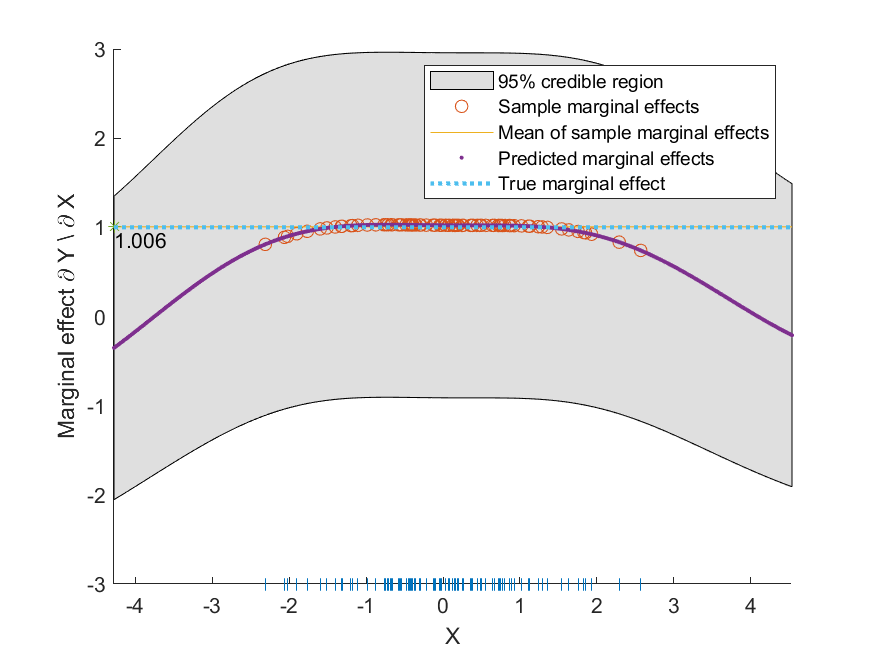 3
2
1
0
-1
-2
-3
Marginal effect ∂ Y \ ∂ X
95% credible region
Sample marginal effects
Mean of sample marginal effects
Predicted marginal effects
True marginal effect
1.006
-4 -3 -2 -1 0 1 2 3 4
X